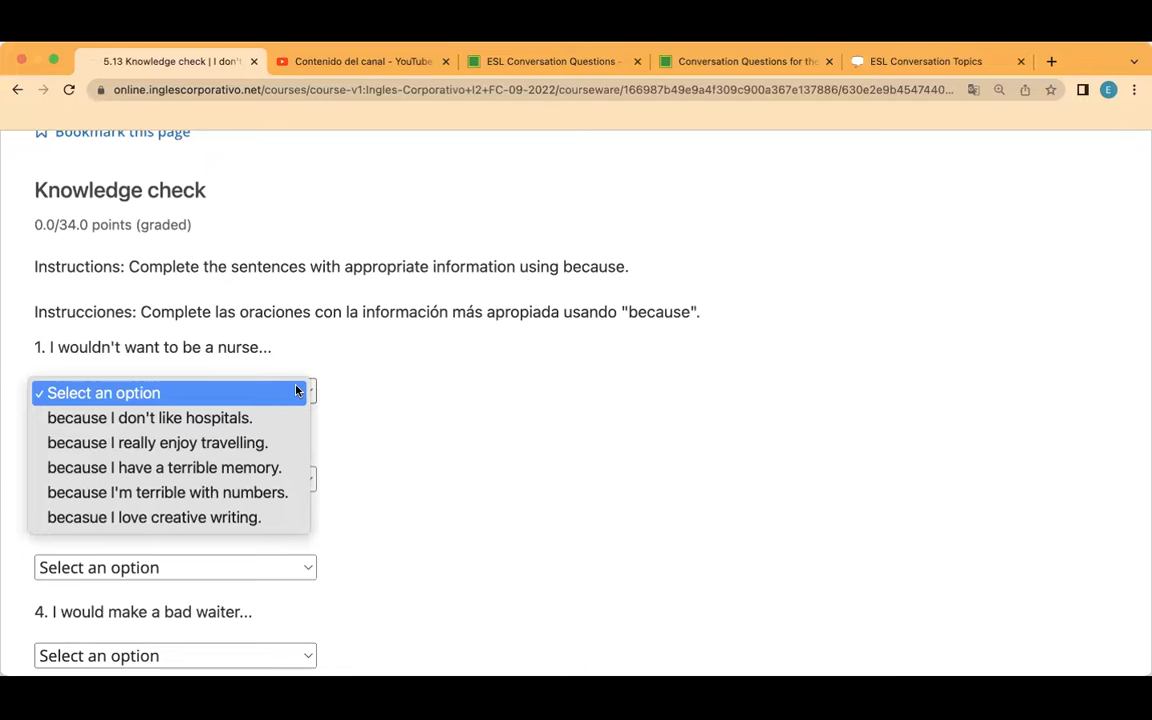 5.13 Knowledge check | I don't
Contenido del canal - YouTube
ESL Conversation Questions -
Conversation Questions for the
ESL Conversation Topics
online.inglescorporativo.net/courses/course-v1:Ingles-Corporativo+I2+FC-09-2022/courseware/166987b49e9a4f309c900a367e137886/630e2e9b4547440...
E
Bookmark this page
Knowledge check
0.0/34.0 points (graded)
Instructions: Complete the sentences with appropriate information using because.
Instrucciones: Complete las oraciones con la información más apropiada usando "because".
1. I wouldn't want to be a nurse...
✓ Select an option
because I don't like hospitals.
because I really enjoy travelling.
because I have a terrible memory.
because I'm terrible with numbers.
becasue I love creative writing.
Select an option
4. I would make a bad waiter...
Select an option